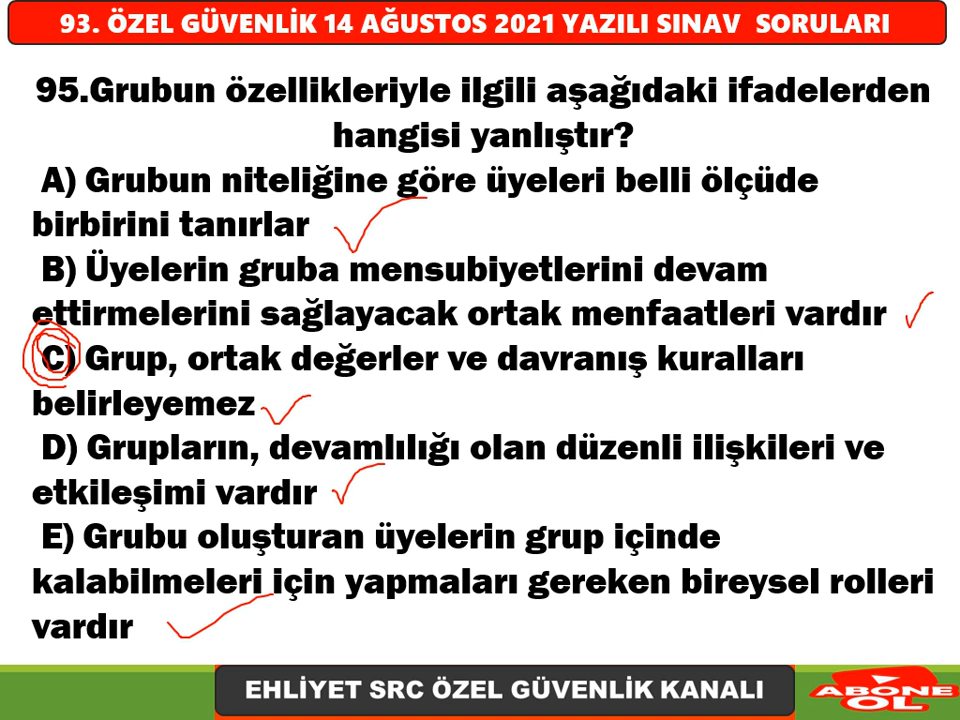 93. ÖZEL GÜVENLİK 14 AĞUSTOS 2021 YAZILI SINAV SORULARI
95.Grubun özellikleriyle ilgili aşağıdaki ifadelerden
hangisi yanlıştır?
A) Grubun niteliğine göre üyeleri belli ölçüde
birbirini tanırlar
B) Üyelerin gruba mensubiyetlerini devam
ettirmelerini sağlayacak ortak menfaatleri vardır
C) Grup, ortak değerler ve davranış kuralları
belirleyemez
D) Grupların, devamlılığı olan düzenli ilişkileri ve
etkileşimi vardır
E) Grubu oluşturan üyelerin grup içinde
kalabilmeleri için yapmaları gereken bireysel rolleri
vardır
EHLİYET SRC ÖZEL GÜVENLİK KANALI
ABONE
OL